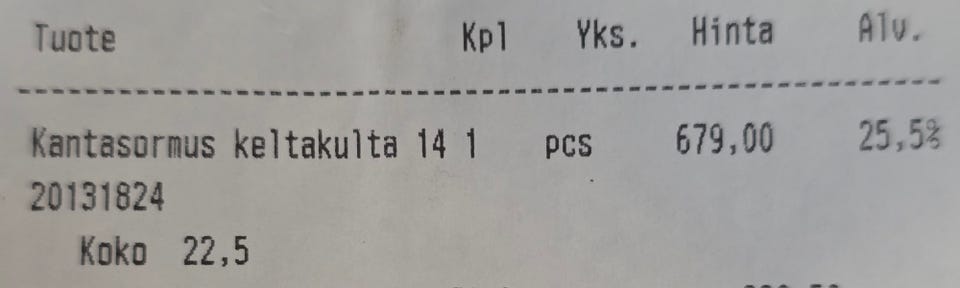 Tuote Kpl Yks. Hinta Alv.
--------------------------------------------------
Kantasormus keltakulta 14 1 pcs 679,00 25,5%
20131824
Koko 22,5